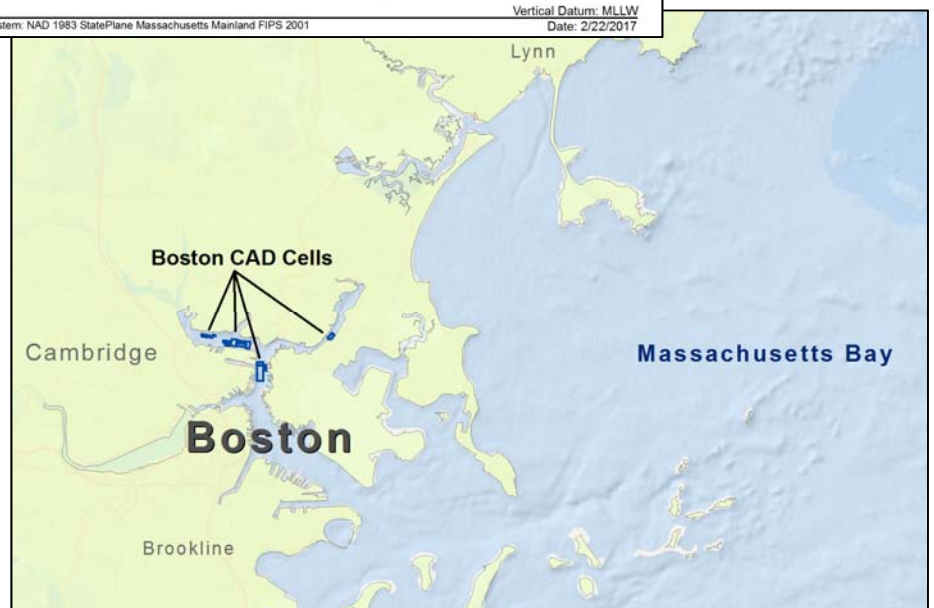 Vertical Datum: MLLW
stem: NAD 1983 StatePlane Massachusetts Mainland FIPS 2001
Date: 2/22/2017
Lynn
Boston CAD Cells
Cambridge
Massachusetts Bay
Boston
Brookline